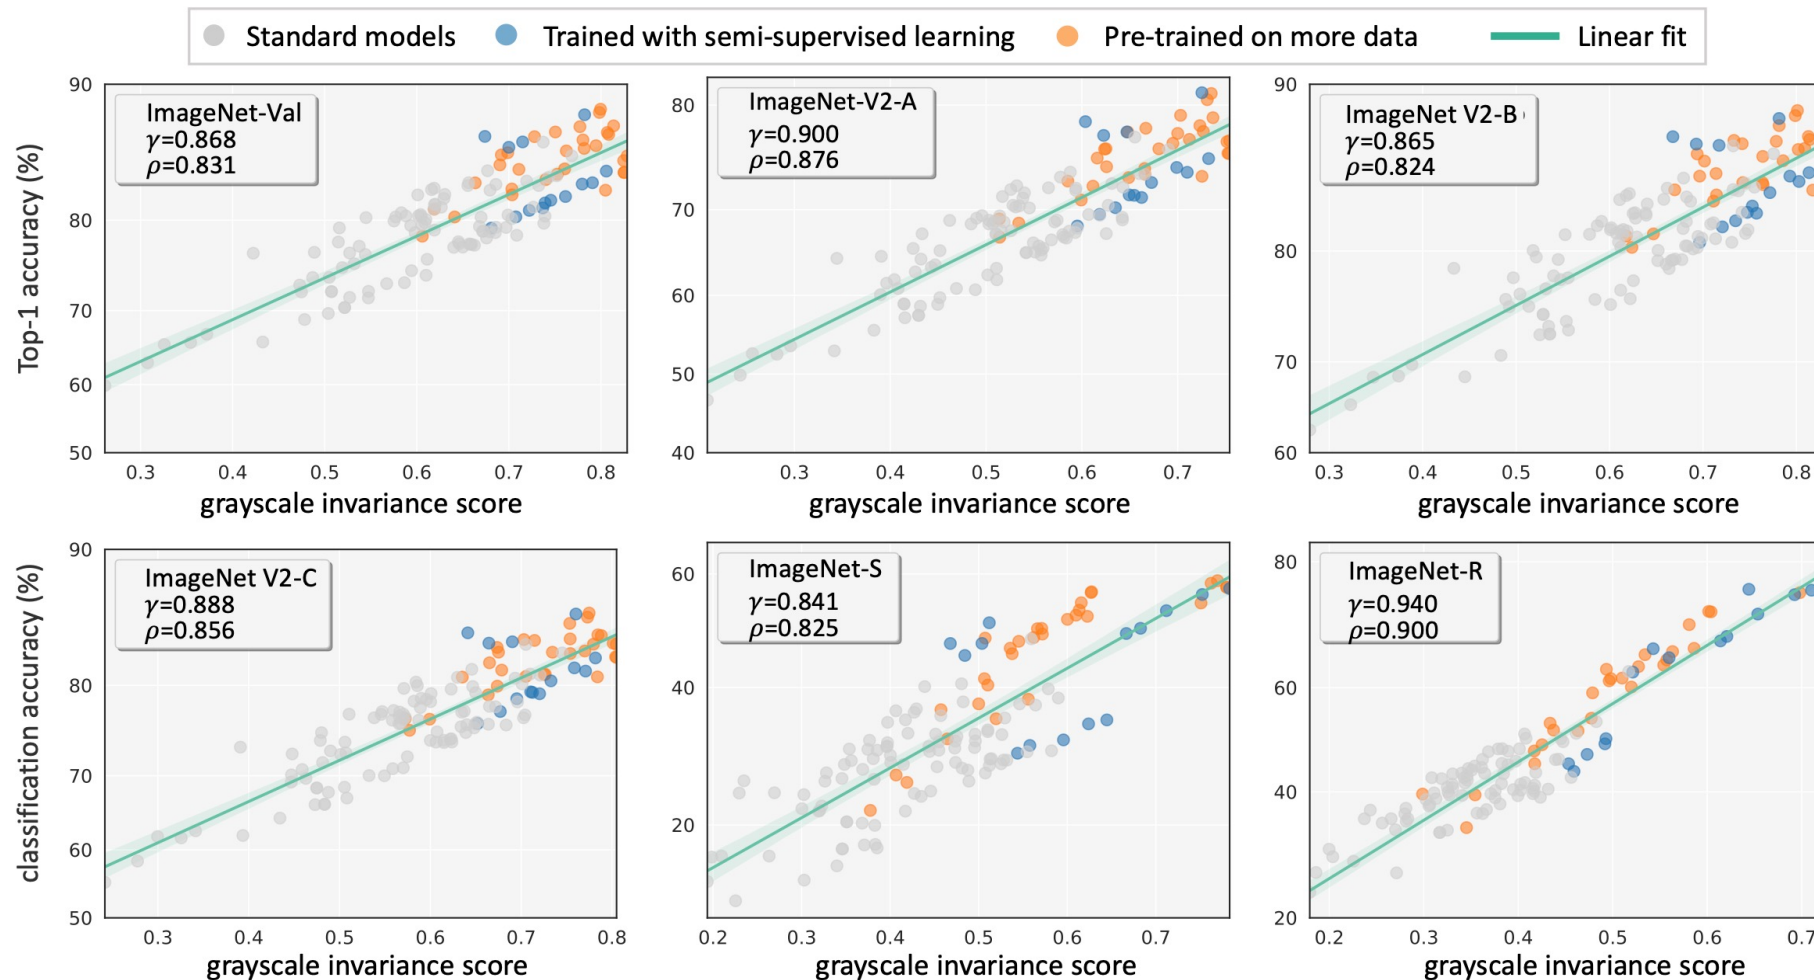 Standard models
Trained with semi-supervised learning
Pre-trained on more data
Linear fit
Top-1 accuracy (%)
90
80
70
60
50
ImageNet-Val
γ=0.868
ρ=0.831
0.3 0.4 0.5 0.6 0.7 0.8
grayscale invariance score
80
70
60
50
40
ImageNet-V2-A
γ=0.900
ρ=0.876
0.3 0.4 0.5 0.6 0.7
grayscale invariance score
90
80
70
60
ImageNet V2-B
γ=0.865
ρ=0.824
0.3 0.4 0.5 0.6 0.7 0.8
grayscale invariance score
classification accuracy (%)
90
80
70
60
50
ImageNet V2-C
γ=0.888
ρ=0.856
0.3 0.4 0.5 0.6 0.7 0.8
grayscale invariance score
60
40
20
ImageNet-S
γ=0.841
ρ=0.825
0.2 0.3 0.4 0.5 0.6 0.7
grayscale invariance score
80
60
40
20
ImageNet-R
γ=0.940
ρ=0.900
0.2 0.3 0.4 0.5 0.6 0.7
grayscale invariance score